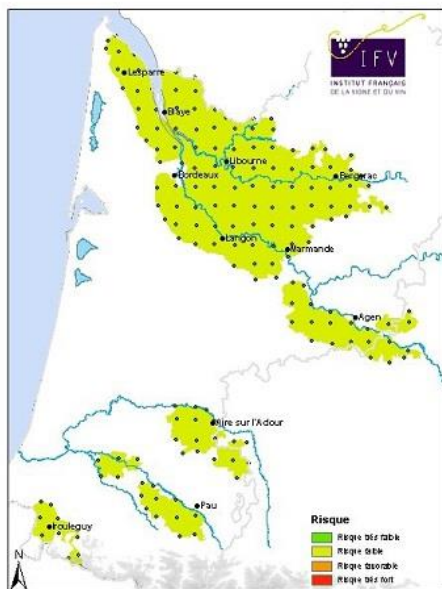 IFV
INSTITUT FRANÇAIS
DE LA VIGNE ET DU VIN
Lesparre
Blaye
Libourne
Bergerac
Bordeaux
Langon
Marmande
Agen
Aire sur l'Adour
Pau
Irouleguy
Risque
Risque très faible
Risque faible
Risque favorable
Risque très fort
N